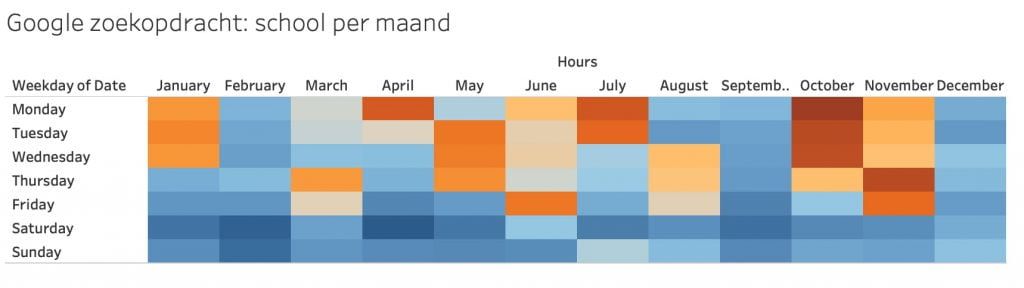 Google zoekopdracht: school per maand
Hours
Weekday of Date January February March April May June July August Septemb.. October November December
Monday
Tuesday
Wednesday
Thursday
Friday
Saturday
Sunday